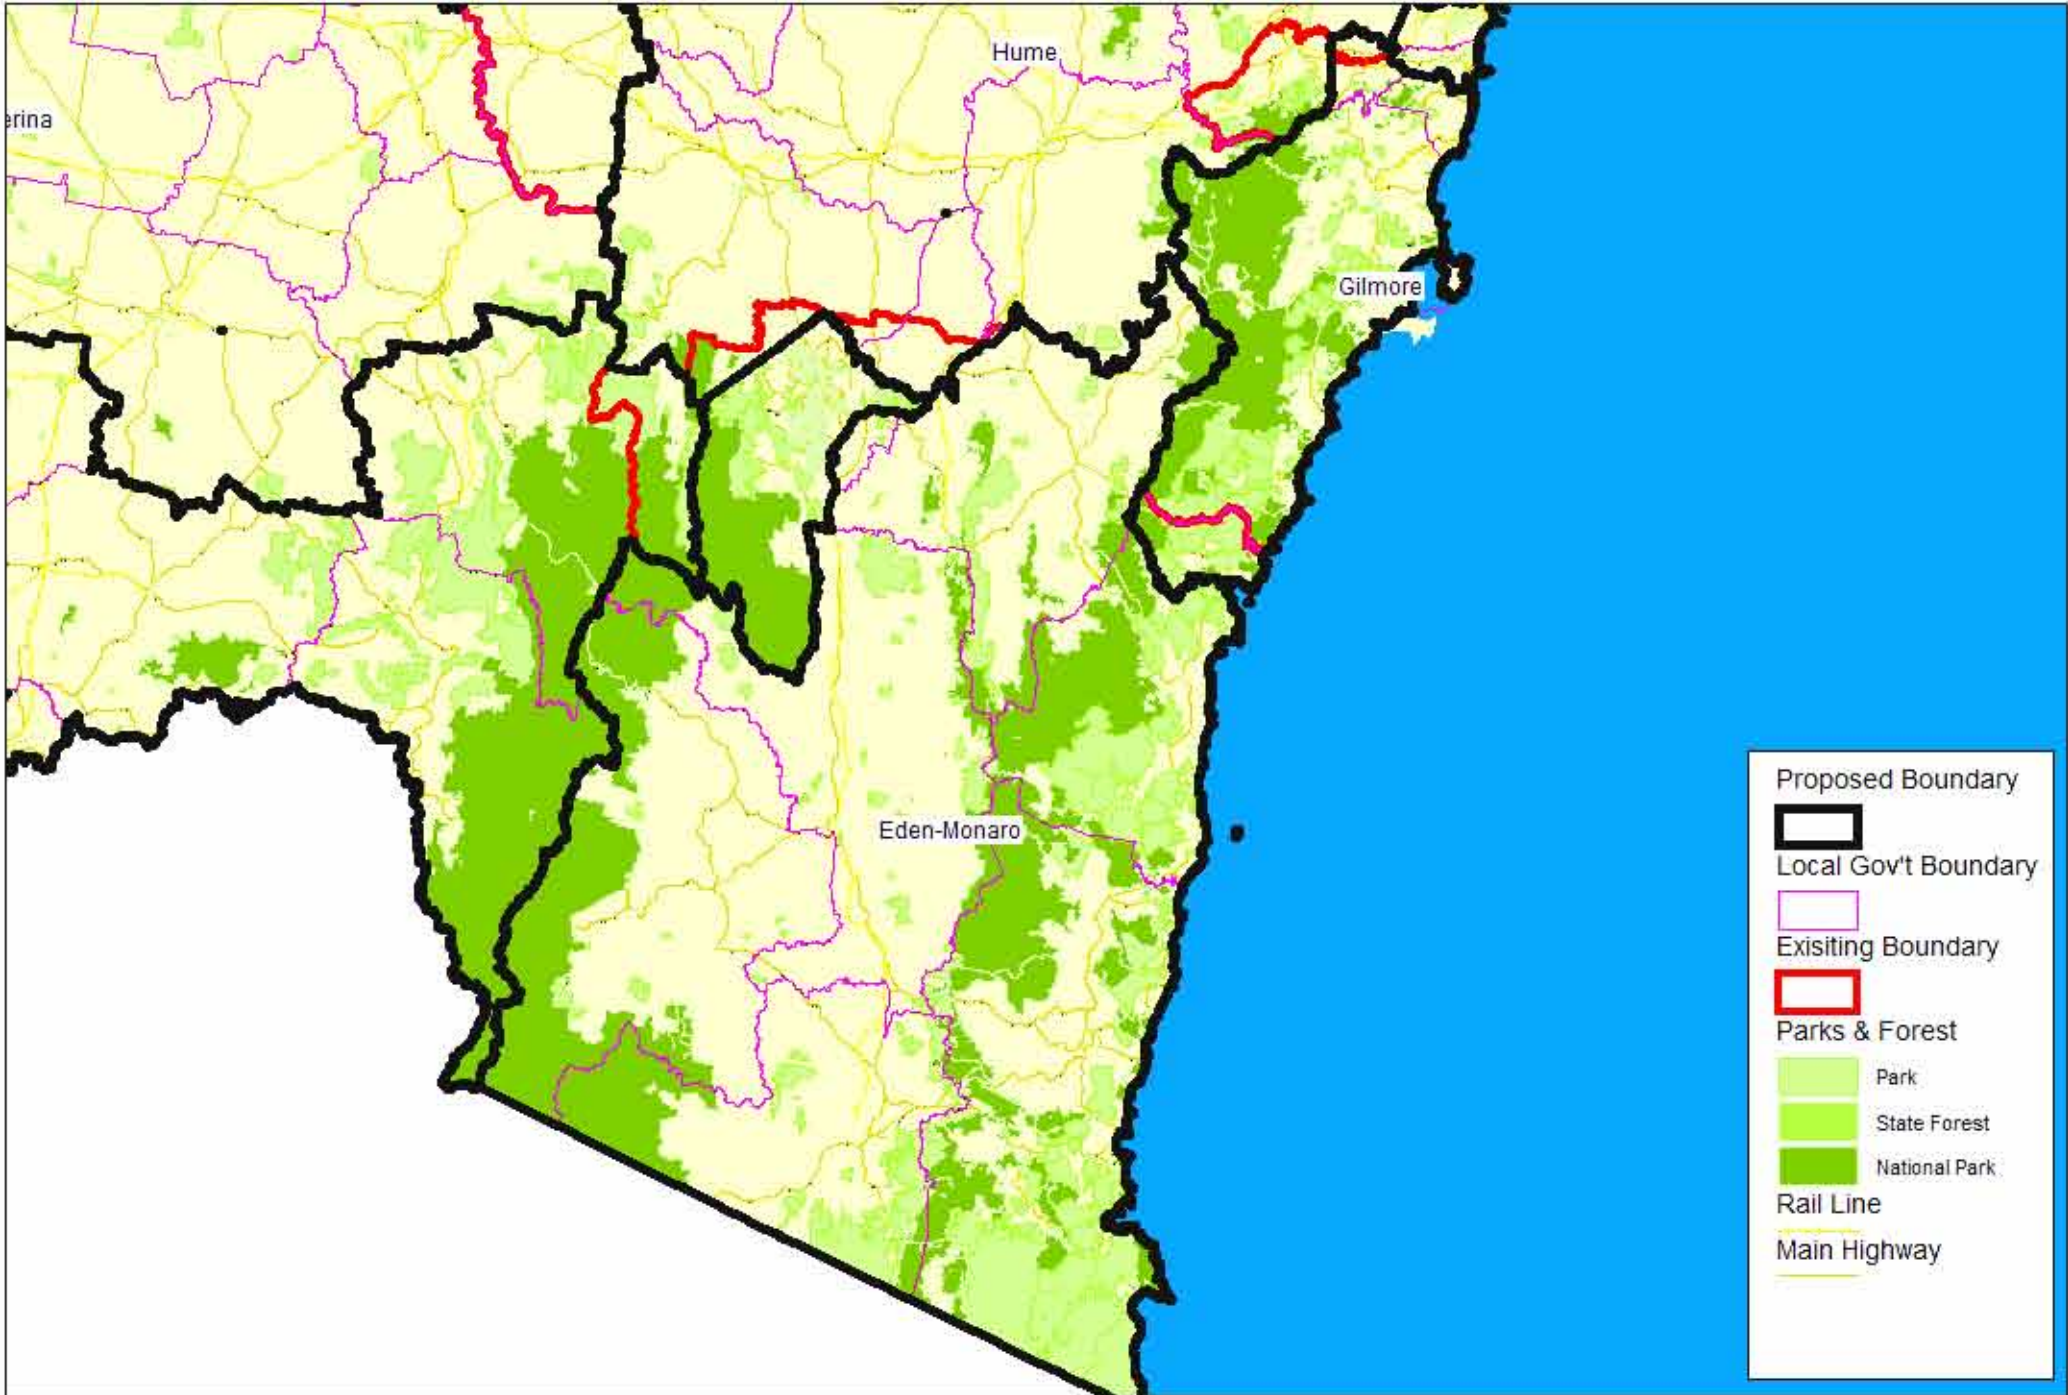 Hume
erina
Gilmore
Eden-Monaro
Proposed Boundary
Local Gov't Boundary
Exisiting Boundary
Parks & Forest
Park
State Forest
National Park
Rail Line
Main Highway